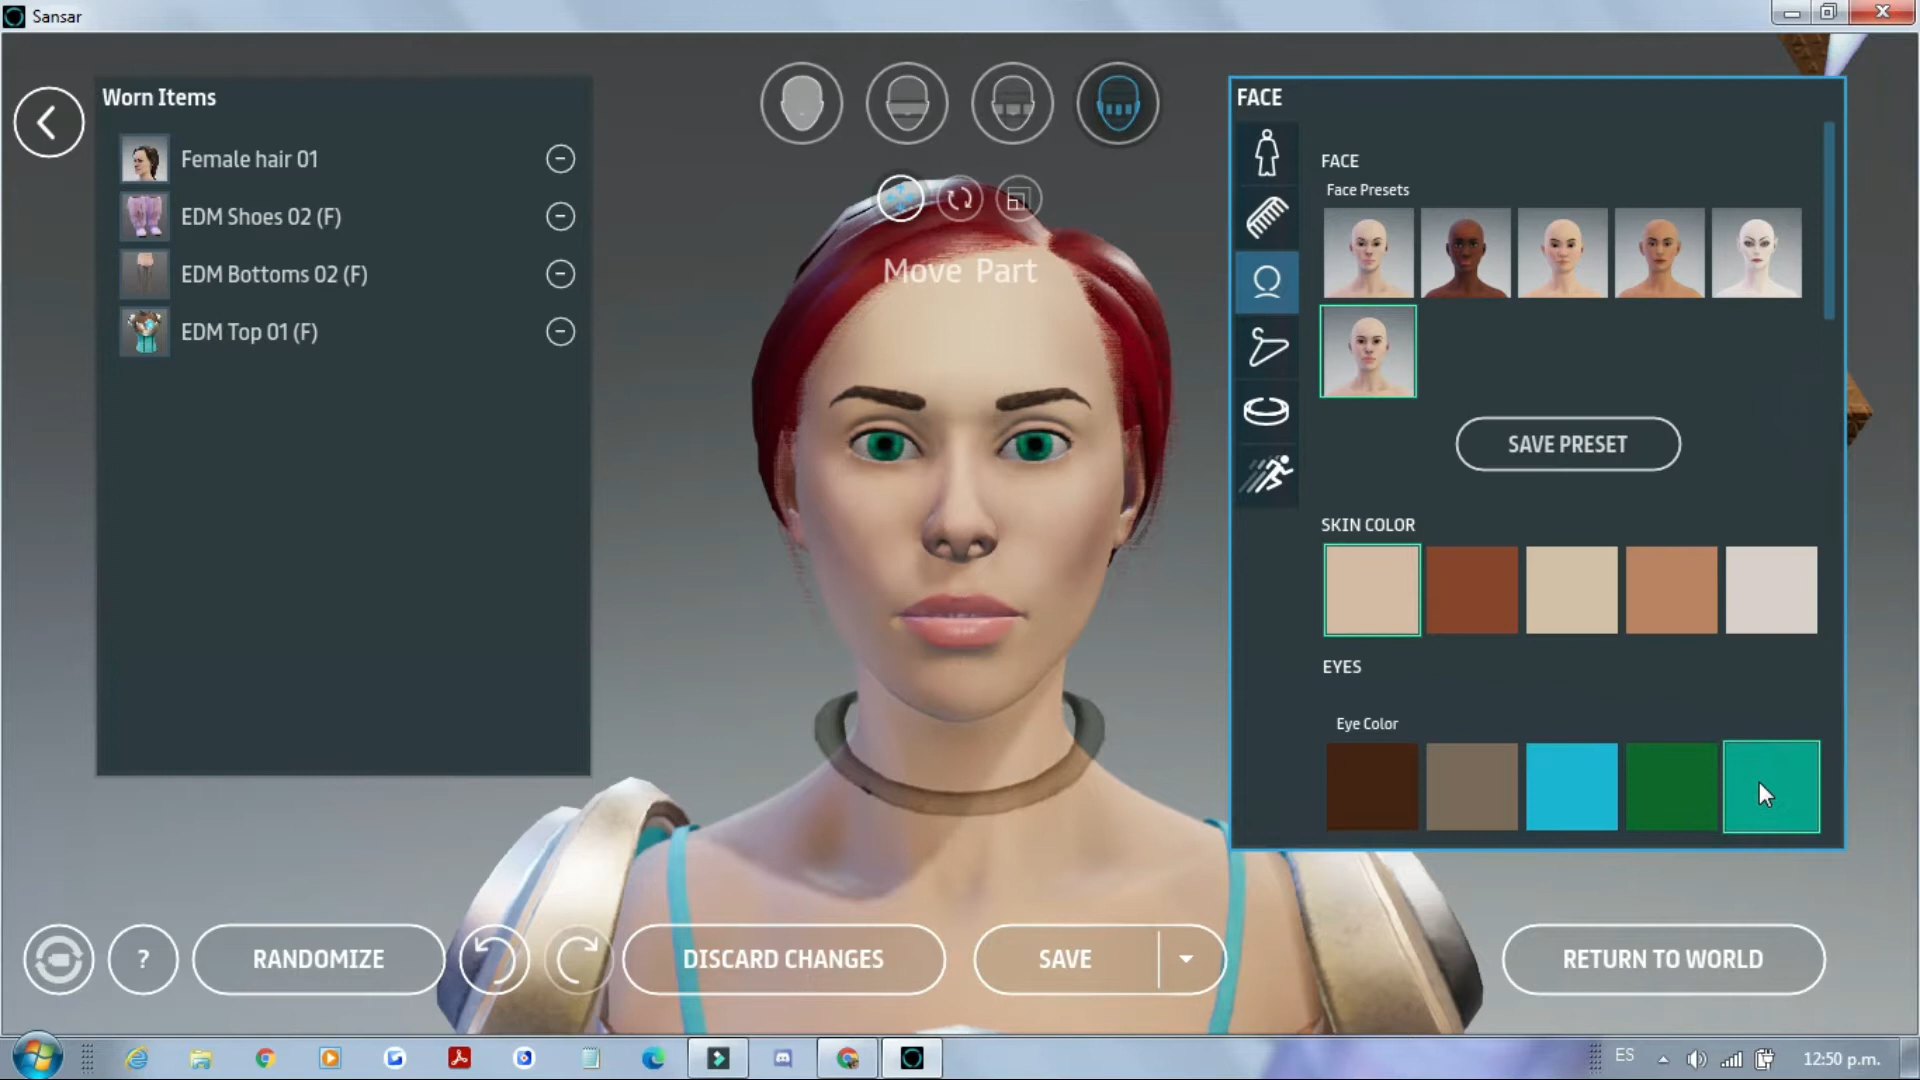 Sansar
Worn Items
Female hair 01
EDM Shoes 02 (F)
EDM Bottoms 02 (F)
EDM Top 01 (F)
Move Part
FACE
FACE
Face Presets
SAVE PRESET
SKIN COLOR
EYES
Eye Color
?
RANDOMIZE
DISCARD CHANGES
SAVE
RETURN TO WORLD
ES
12:50 p.m.